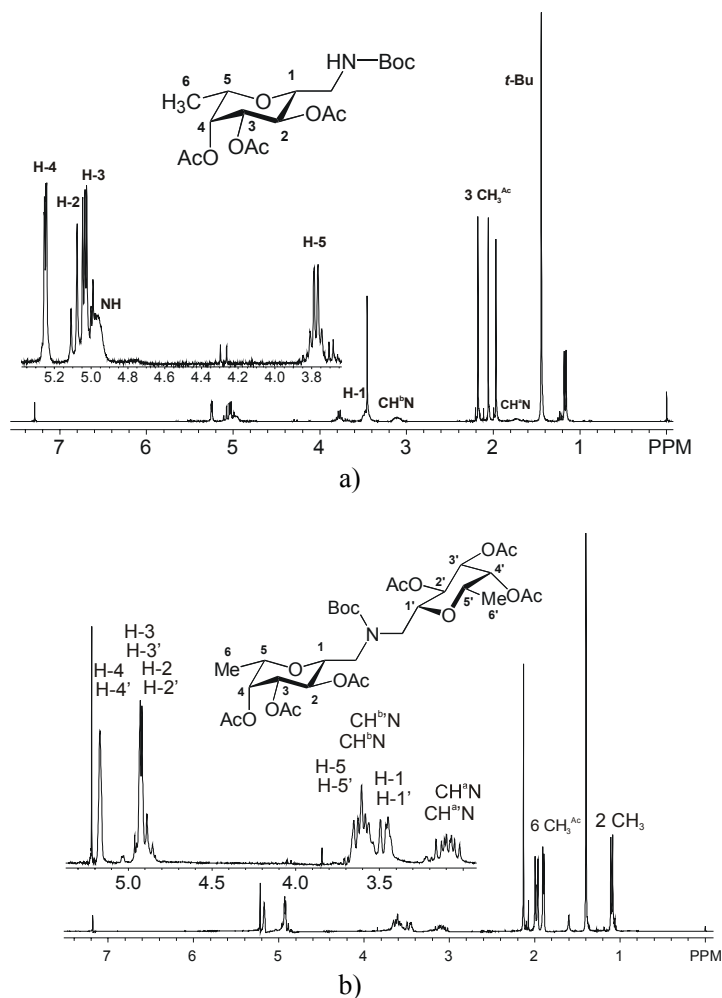 HN Boc
6 5 1
H3C O
4 OAc
3 2
AcO OAc
t-Bu
H-4 H-3
H-2
NH
H-5
3 CH3Ac
5.2 5.0 4.8 4.6 4.4 4.2 4.0 3.8
H-1 CHbN CHaN
7 6 5 4 3 2 1 PPM
a)
3' OAc
AcO 2' 4'
OAc
5'
Boc 1' O Me
6'
N
6 5 1
Me O
4 OAc
3 2
AcO OAc
H-3
H-3'
H-4 H-2
H-4' H-2'
CHb'N
CHbN
H-5 H-1
H-5' H-1'
CHaN
CHa'N
6 CH3Ac 2 CH3
5.0 4.5 4.0 3.5
7 6 5 4 3 2 1 PPM
b)